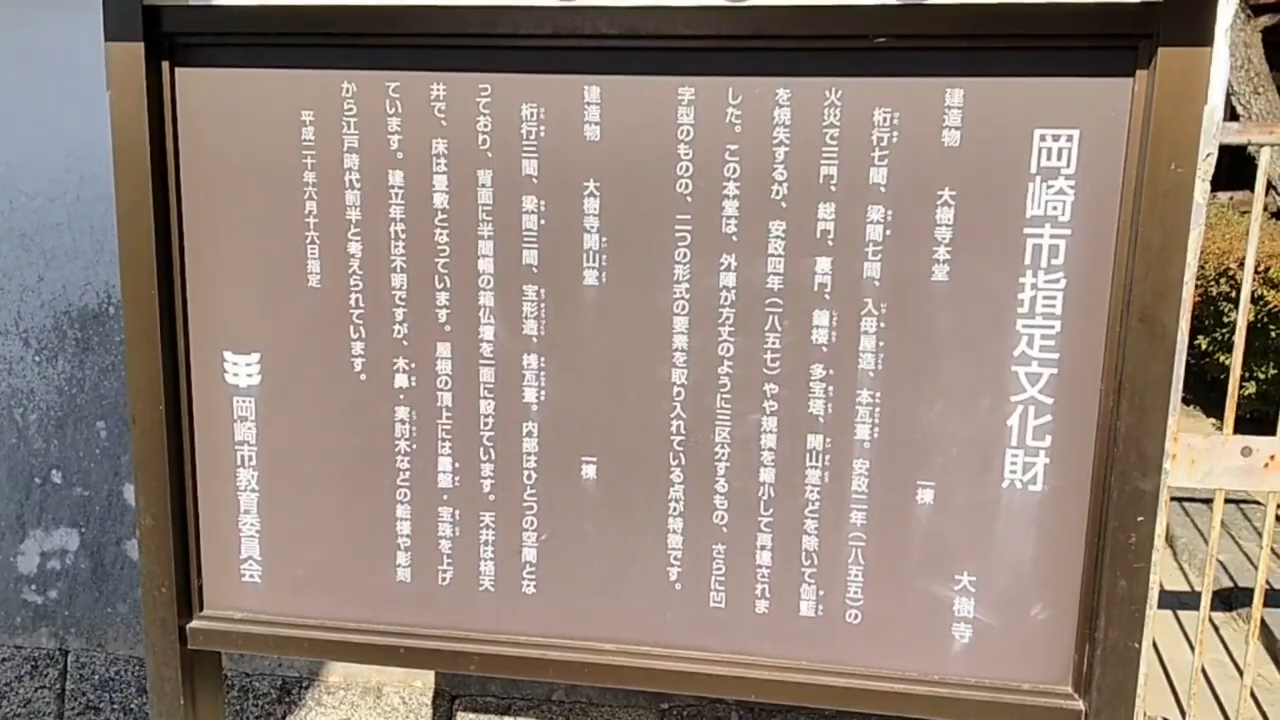 岡崎市指定文化財
大樹寺
建造物　大樹寺本堂　一棟
桁行七間、梁間七間、入母屋造、本瓦葺。安政二年（一八五五）の
火災で三門、総門、裏門、鐘楼、多宝塔、開山堂などを除いて伽藍
を焼失するが、安政四年（一八五七）やや規模を縮小して再建されま
した。この本堂は、外陣が方丈のように三区分するもの、さらに凹
字型のものの、二つの形式の要素を取り入れている点が特徴です。
建造物　大樹寺開山堂　一棟
桁行三間、梁間三間、宝形造、桟瓦葺。内部はひとつの空間とな
っており、背面に半間幅の箱仏壇を一面に設けています。天井は格天
井で、床は畳敷となっています。屋根の頂上には露盤・宝珠を上げ
ています。建立年代は不明ですが、木鼻・実肘木などの絵様や彫刻
から江戸時代前半と考えられています。
平成二十年六月十六日指定
岡崎市教育委員会